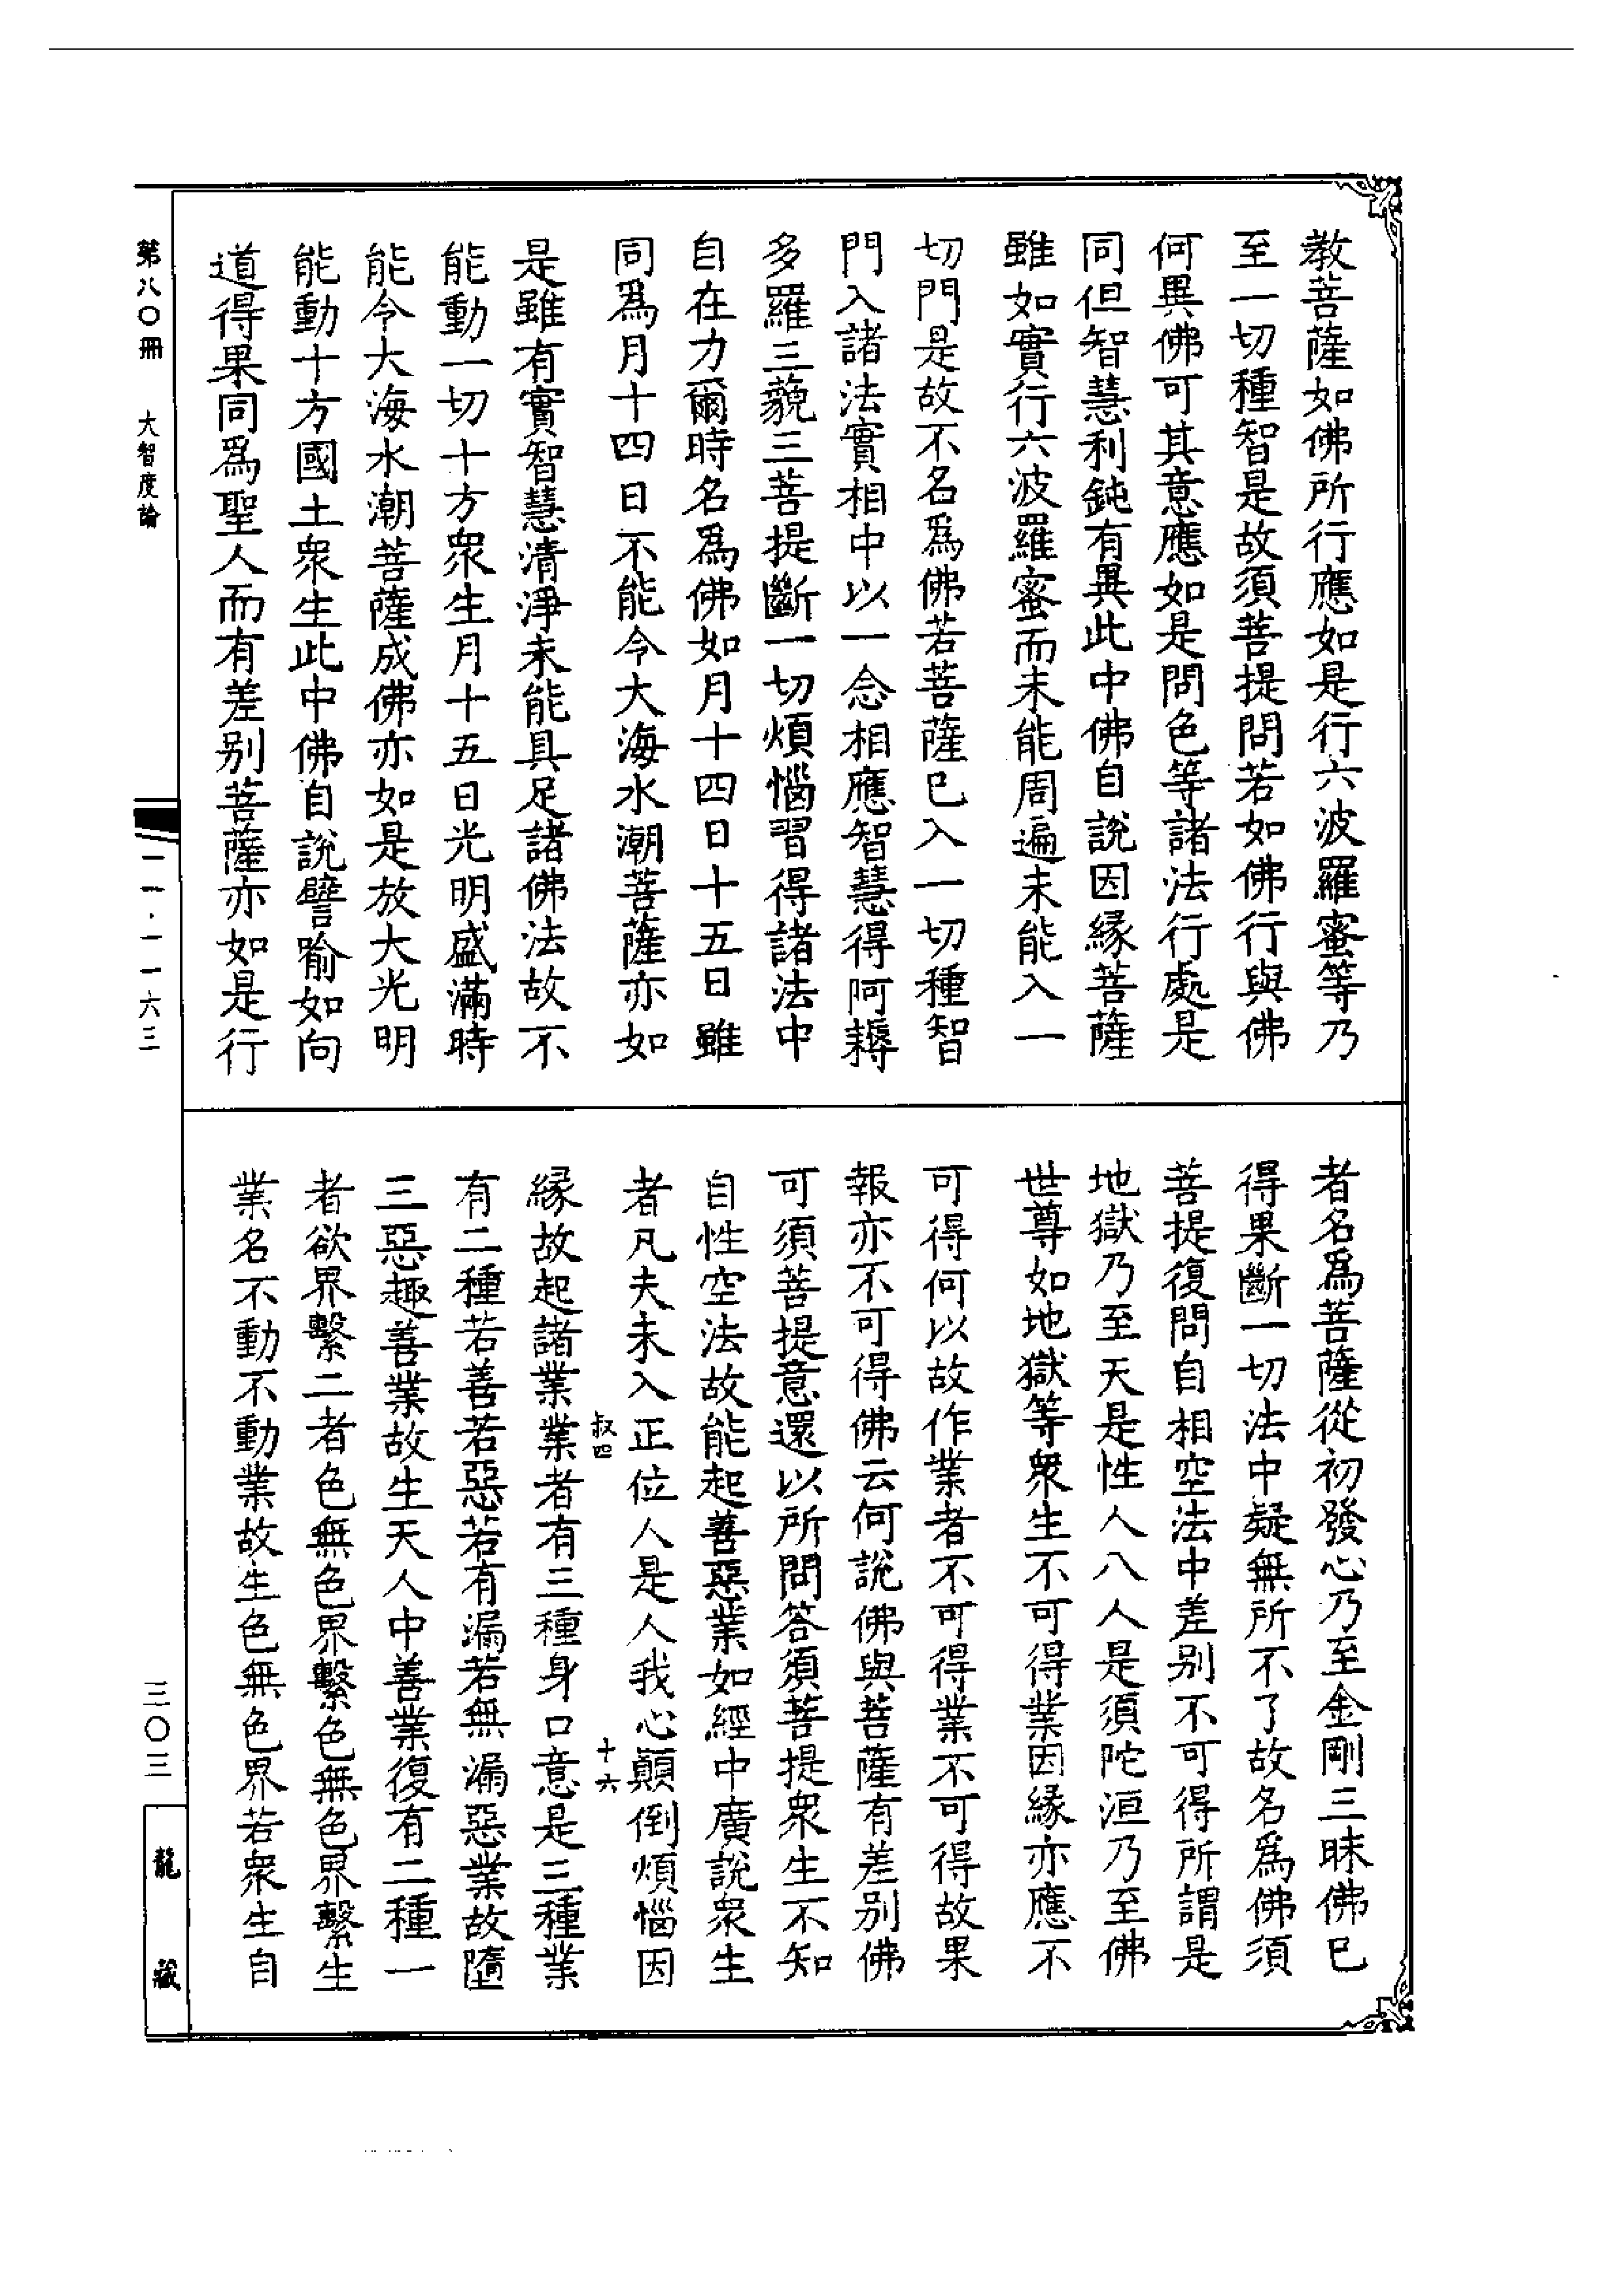 教菩薩如佛所行應如是行六波羅蜜等乃
至一切種智是故須菩提問若如佛行與佛
何異佛可其意應如是問色等諸法行處是
同但智慧利鈍有異此中佛自說因緣菩薩
雖如實行六波羅蜜而未能周遍未能入一
切門是故不名爲佛若菩薩已入一切種智
門入諸法實相中以一念相應智慧得阿耨
多羅三藐三菩提斷一切煩惱習得諸法中
自在力爾時名爲佛如月十四日十五日雖
同爲月十四日不能令大海水潮菩薩亦如
是雖有實智慧清淨未能具足諸佛法故不
能動一切十方衆生月十五日光明盛滿時
能令大海水潮菩薩成佛亦如是放大光明
能動十方國土衆生此中佛自說譬喻如向
道得果同爲聖人而有差别菩薩亦如是行
者名爲菩薩從初發心乃至金剛三昧佛已
得果斷一切法中疑無所不了故名爲佛須
菩提復問自相空法中差别不可得所謂是
地獄乃至天是性人八人是須陀洹乃至佛
世尊如地獄等衆生不可得業因緣亦應不
可得何以故作業者不可得業不可得故果
報亦不可得佛云何說佛與菩薩有差别佛
可須菩提意還以所問答須菩提衆生不知
自性空法故能起善惡業如經中廣說衆生
者凡夫未入正位人是人我心顛倒煩惱因
叔四
十六
緣故起諸業業者有三種身口意是三種業
有二種若善若惡若有漏若無漏惡業故墮
三惡趣善業故生天人中善業復有二種一
者欲界繫二者色無色界繫色無色界繫生
業名不動不動業故生色無色界若衆生自
第八〇冊
大智度論
一一·一一六三
三〇三
龍藏